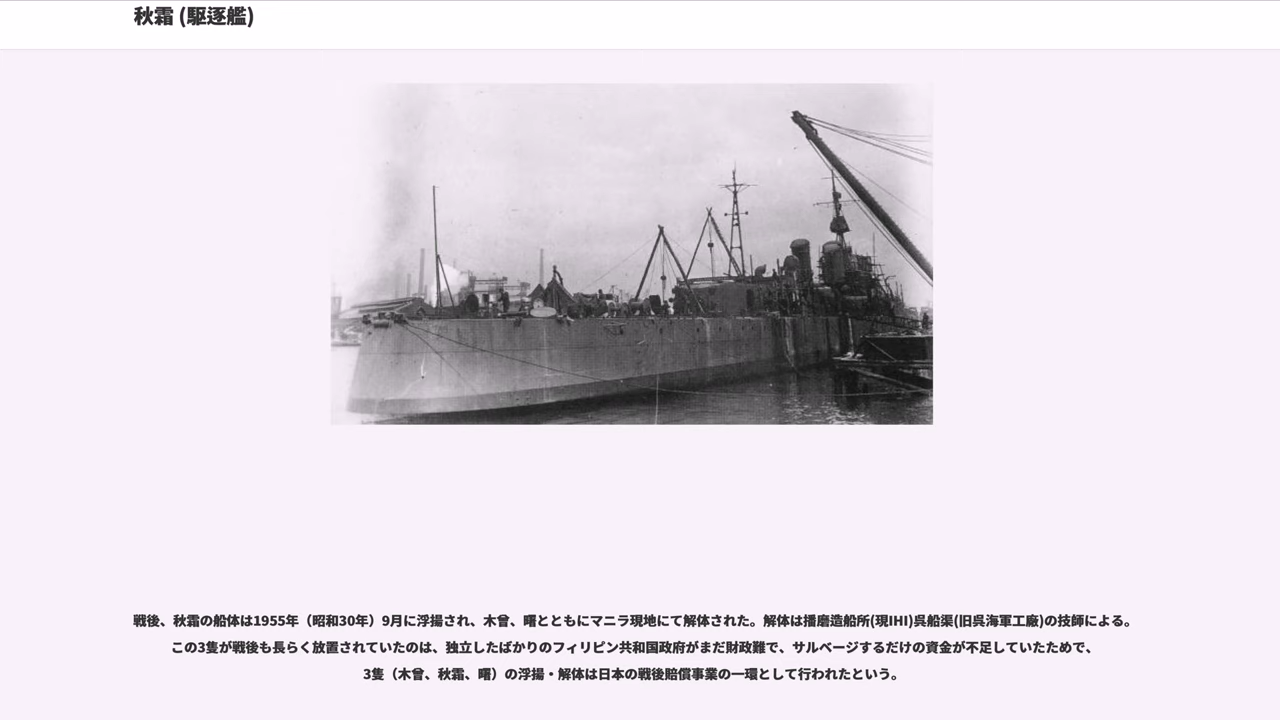 秋霜 (駆逐艦)
戦後、秋霜の船体は1955年（昭和30年）9月に浮揚され、木曾、曙とともにマニラ現地にて解体された。解体は播磨造船所(現IHI)呉船渠(旧呉海軍工廠)の技師による。
この3隻が戦後も長らく放置されていたのは、独立したばかりのフィリピン共和国政府がまだ財政難で、サルベージするだけの資金が不足していたためで、
3隻（木曾、秋霜、曙）の浮揚・解体は日本の戦後賠償事業の一環として行われたという。